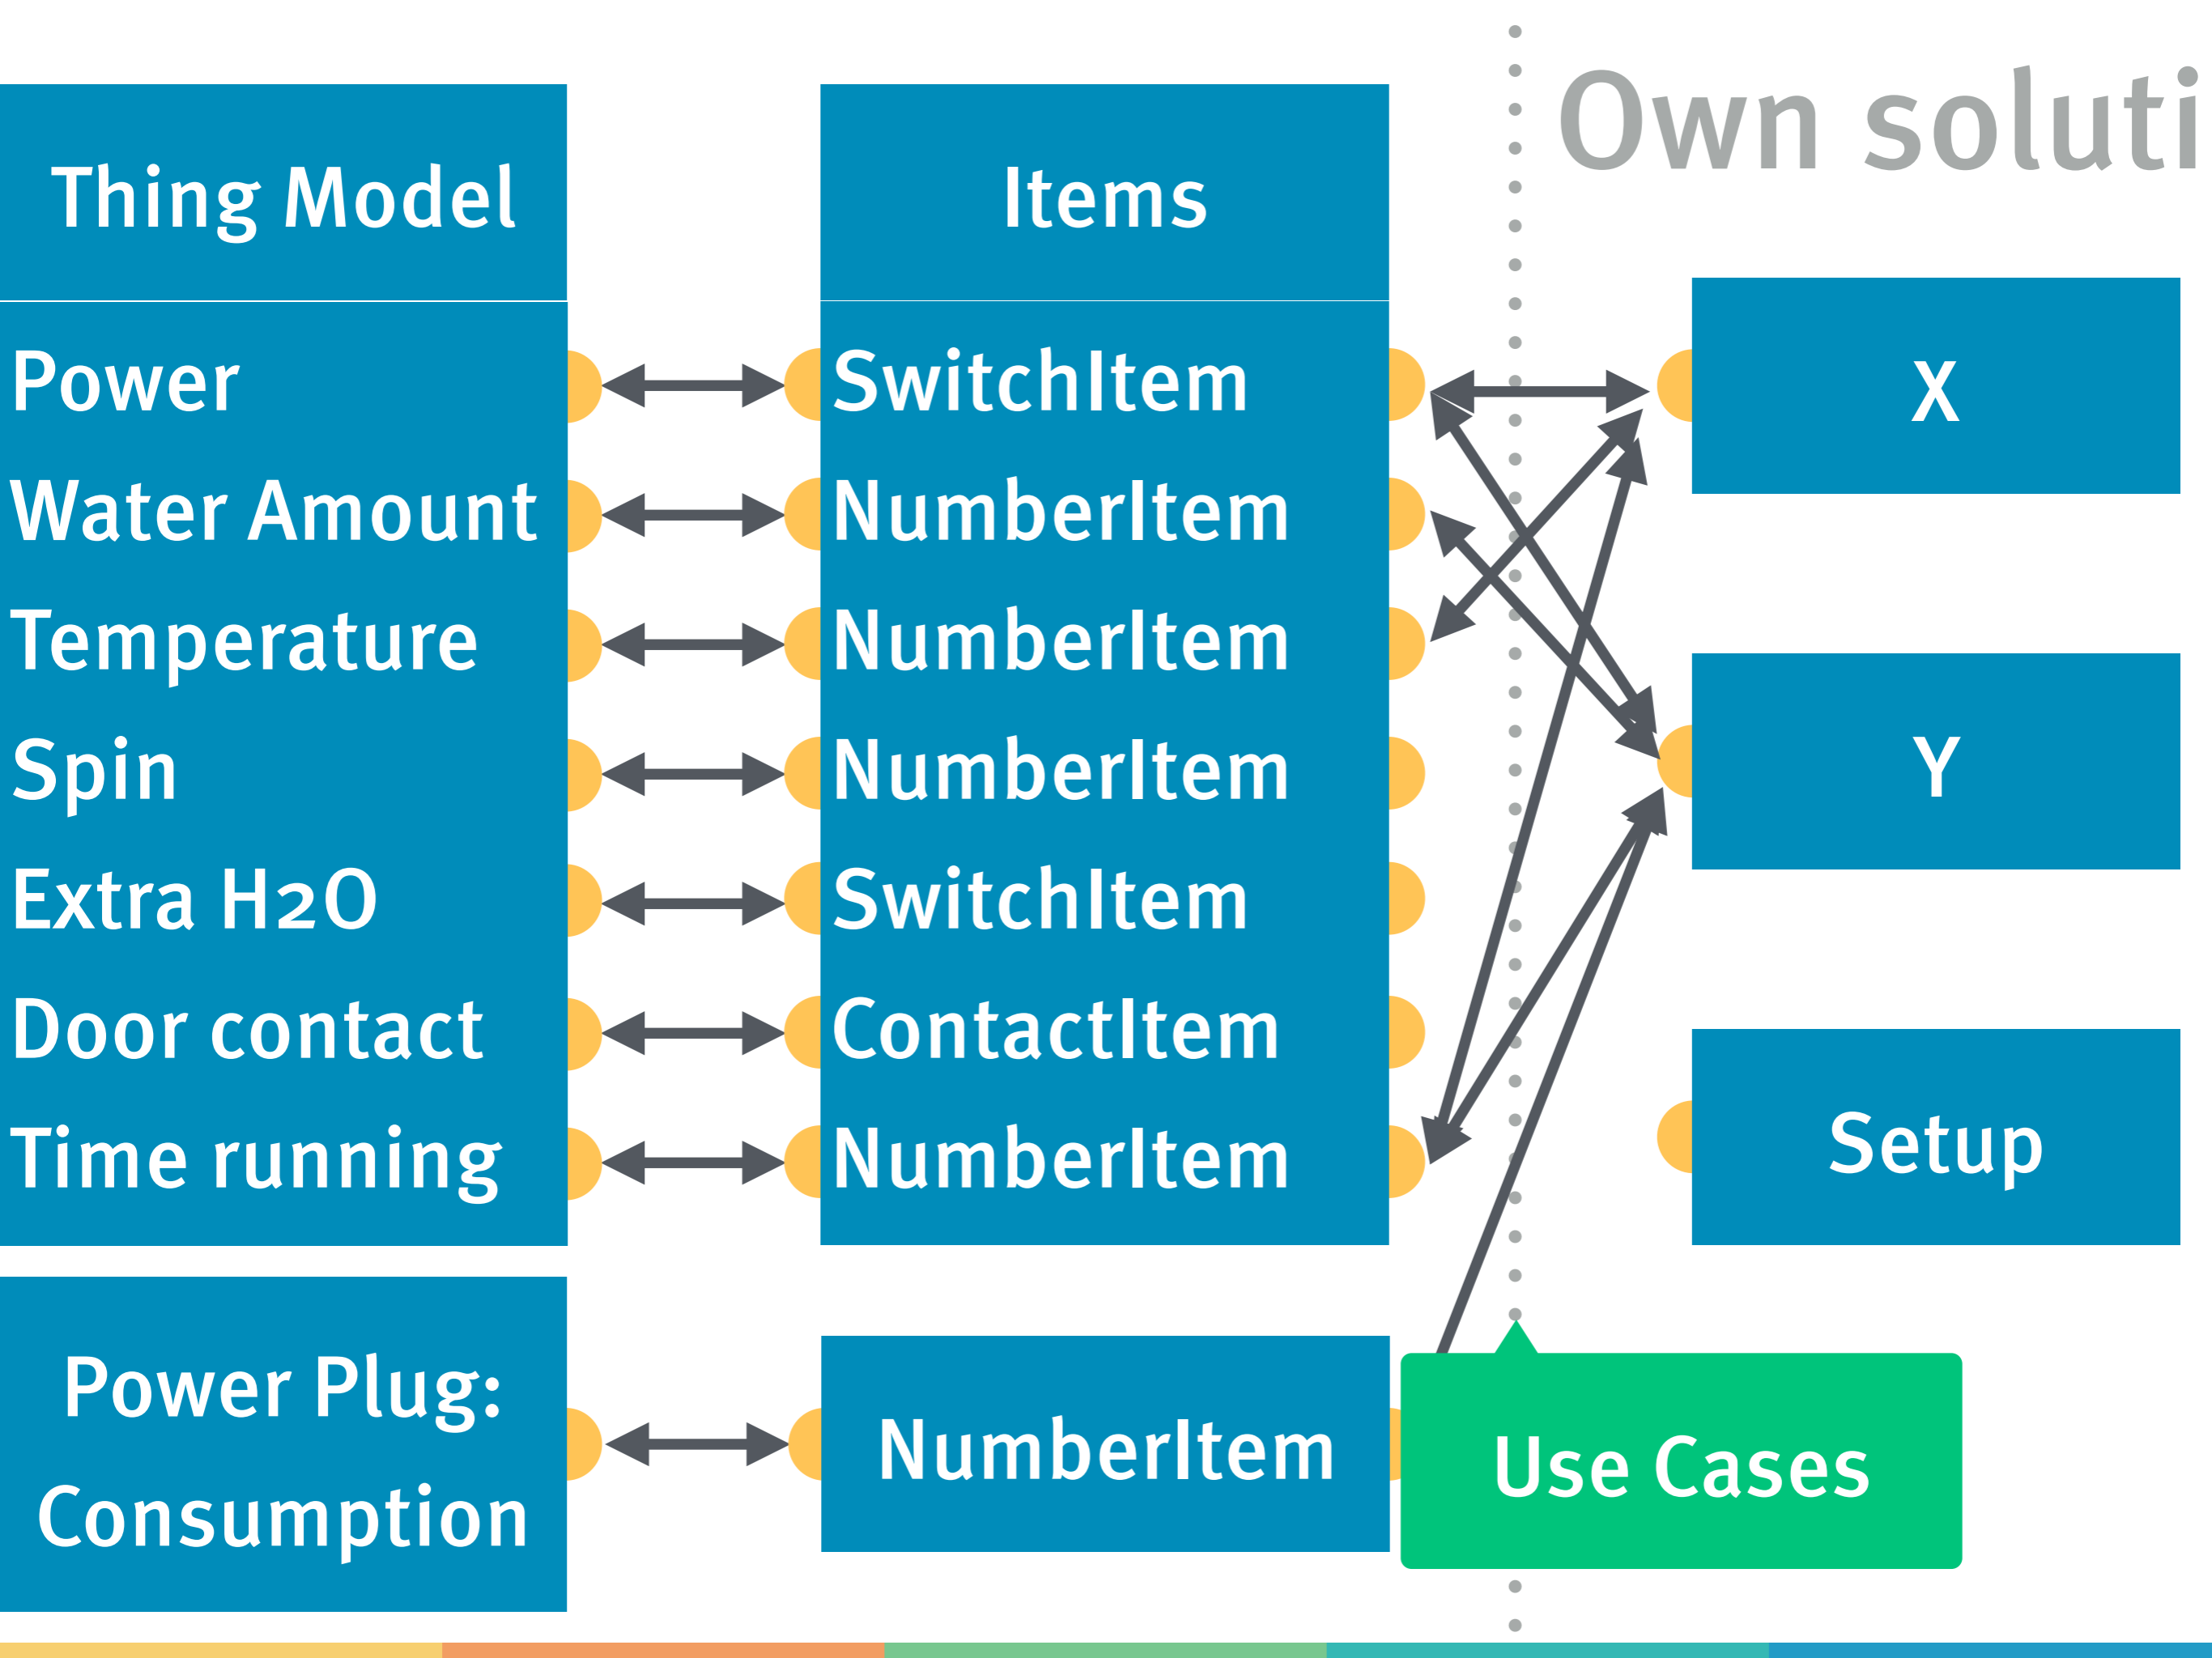 Own soluti
Thing Model
Items
Power
SwitchItem
X
Water Amount
NumberItem
Temperature
NumberItem
Spin
NumberItem
Y
Extra H2O
SwitchItem
Door contact
ContactItem
Time running
NumberItem
Setup
Power Plug:
Consumption
NumberItem
Use Cases